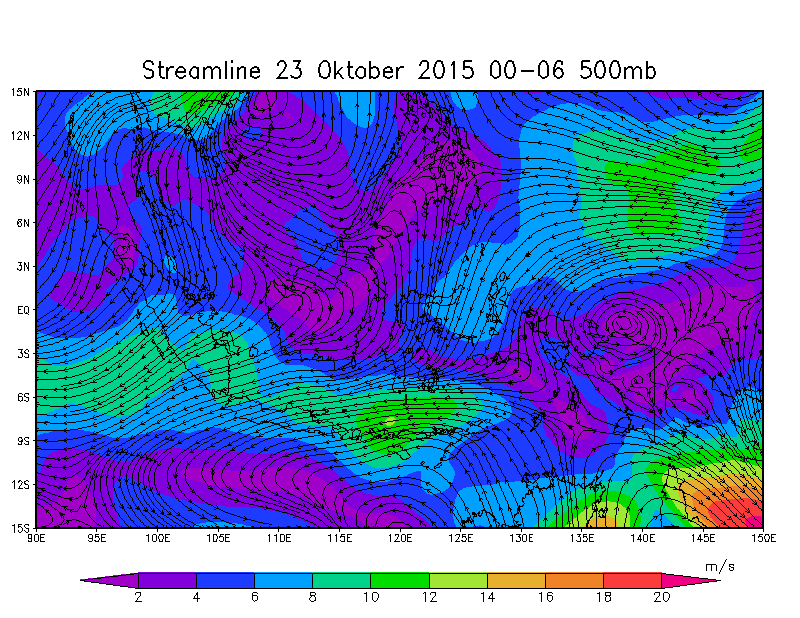 Streamline 23 Oktober 2015 00-06 500mb
15N
12N
9N
6N
3N
EQ
3S
6S
9S
12S
15S
90E 95E 100E 105E 110E 115E 120E 125E 130E 135E 140E 145E 150E
m/s
2 4 6 8 10 12 14 16 18 20